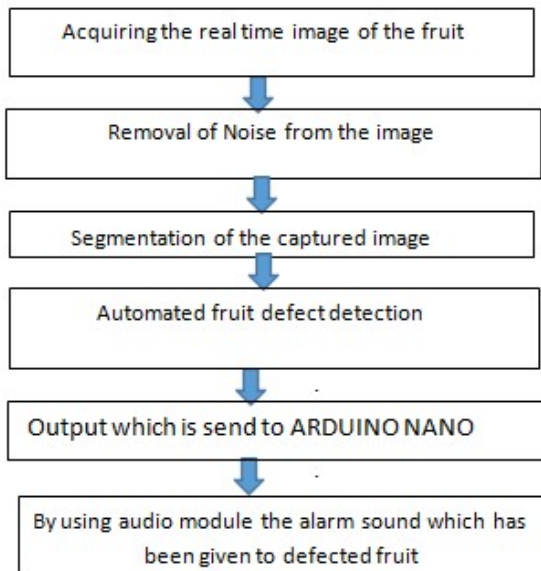 Acquiring the real time image of the fruit
Removal of Noise from the image
Segmentation of the captured image
Automated fruit defect detection
Output which is send to ARDUINO NANO
By using audio module the alarm sound which has
been given to defected fruit